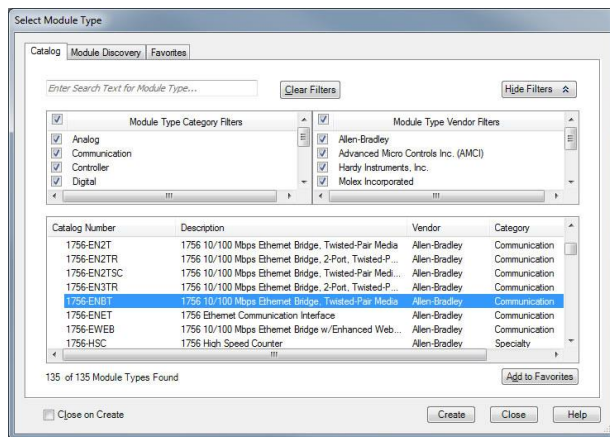 Select Module Type
Catalog Module Discovery Favorites
Enter Search Text for Module Type...
Clear Filters
Hide Filters
Module Type Category Filters
Analog
Communication
Controller
Digital
Module Type Vendor Filters
Allen-Bradley
Advanced Micro Controls Inc. (AMCI)
Hardy Instruments, Inc.
Molex Incorporated
Catalog Number Description Vendor Category
1756-EN2T 1756 10/100 Mbps Ethernet Bridge, Twisted-Pair Media Allen-Bradley Communication
1756-EN2TR 1756 10/100 Mbps Ethernet Bridge, 2-Port, Twisted-P... Allen-Bradley Communication
1756-EN2TSC 1756 10/100 Mbps Ethernet Bridge, Twisted-Pair Medi... Allen-Bradley Communication
1756-EN3TR 1756 10/100 Mbps Ethernet Bridge, 2-Port, Twisted-P... Allen-Bradley Communication
1756-ENBT 1756 10/100 Mbps Ethernet Bridge, Twisted-Pair Media Allen-Bradley Communication
1756-ENET 1756 Ethernet Communication Interface Allen-Bradley Communication
1756-EWEB 1756 10/100 Mbps Ethernet Bridge w/Enhanced Web... Allen-Bradley Communication
1756-HSC 1756 High Speed Counter Allen-Bradley Specialty
135 of 135 Module Types Found
Add to Favorites
Close on Create
Create Close Help